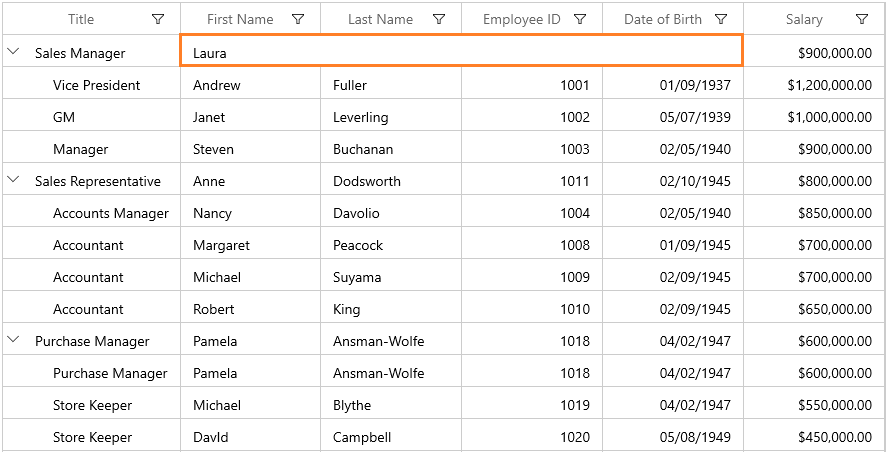 Title First Name Last Name Employee ID Date of Birth Salary
Sales Manager Laura $900,000.00
Vice President Andrew Fuller 1001 01/09/1937 $1,200,000.00
GM Janet Leverling 1002 05/07/1939 $1,000,000.00
Manager Steven Buchanan 1003 02/05/1940 $900,000.00
Sales Representative Anne Dodsworth 1011 02/10/1945 $800,000.00
Accounts Manager Nancy Davolio 1004 02/05/1940 $850,000.00
Accountant Margaret Peacock 1008 01/09/1945 $700,000.00
Accountant Michael Suyama 1009 02/09/1945 $700,000.00
Accountant Robert King 1010 02/09/1945 $650,000.00
Purchase Manager Pamela Ansman-Wolfe 1018 04/02/1947 $600,000.00
Purchase Manager Pamela Ansman-Wolfe 1018 04/02/1947 $600,000.00
Store Keeper Michael Blythe 1019 04/02/1947 $550,000.00
Store Keeper DavId Campbell 1020 05/08/1949 $450,000.00